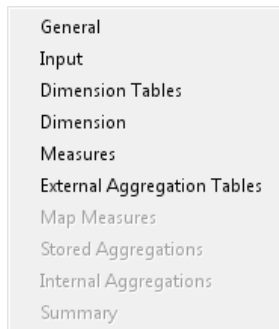 General
Input
Dimension Tables
Dimension
Measures
External Aggregation Tables
Map Measures
Stored Aggregations
Internal Aggregations
Summary